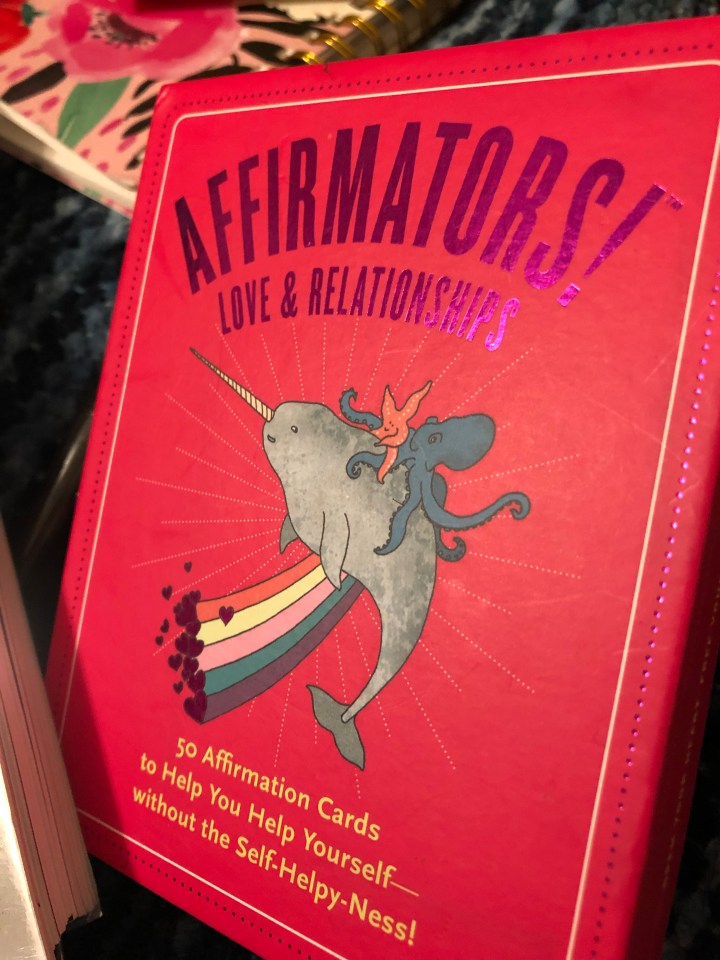 AFFIRMATORS!™
LOVE & RELATIONSHIPS
50 Affirmation Cards
to Help You Help Yourself—
without the Self-Helpy-Ness!